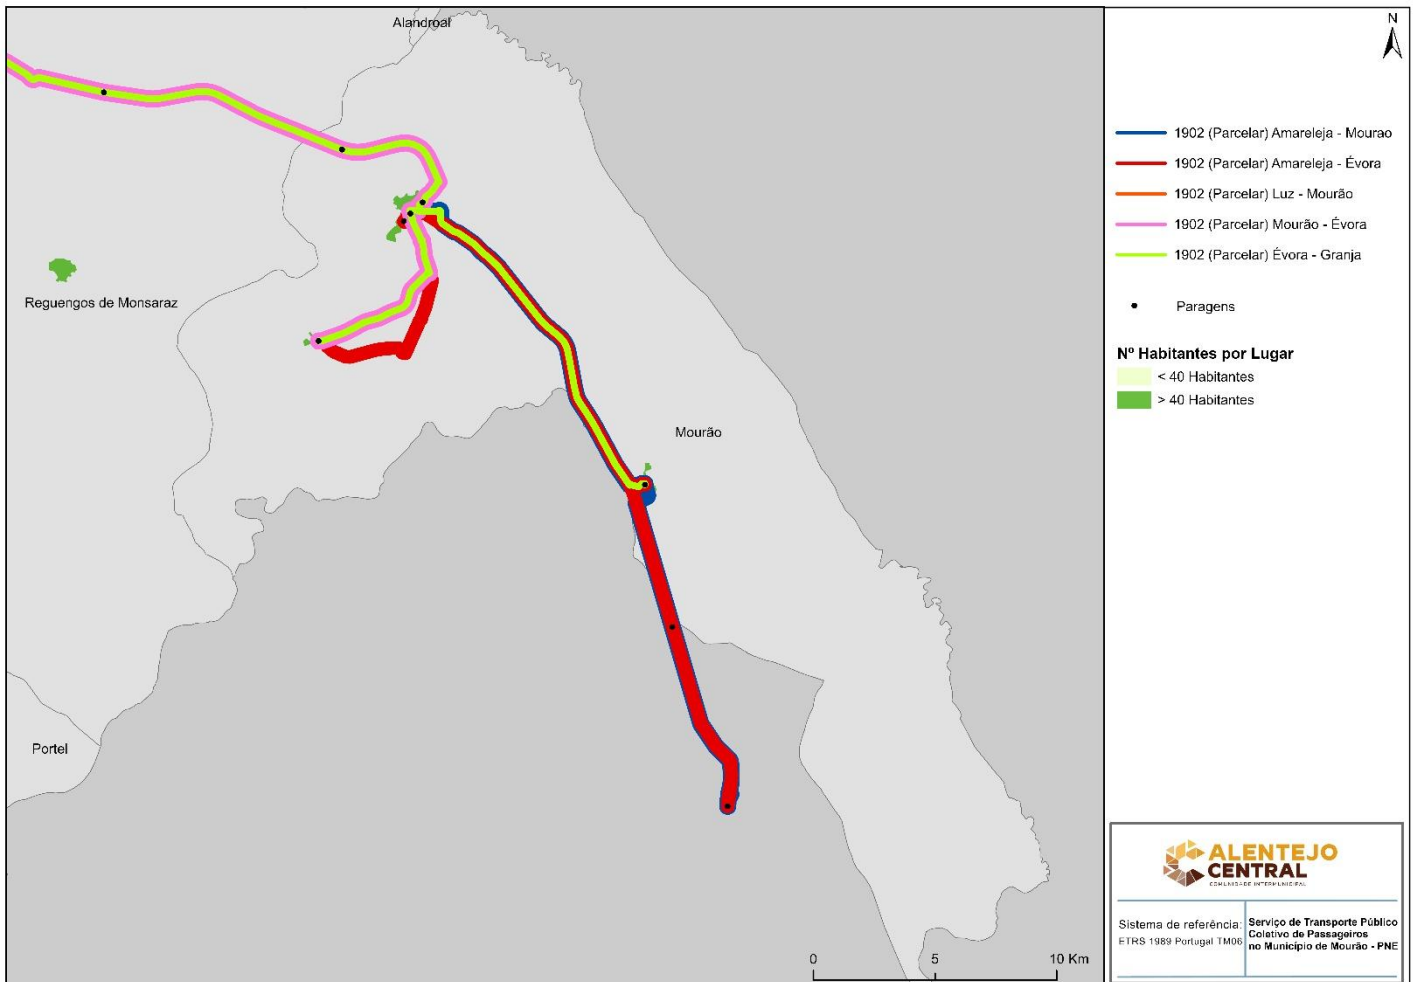 Alandroal
N
1902 (Parcelar) Amareleja - Mourao
1902 (Parcelar) Amareleja - Évora
1902 (Parcelar) Luz - Mourão
1902 (Parcelar) Mourão - Évora
1902 (Parcelar) Évora - Granja
Paragens
Nº Habitantes por Lugar
< 40 Habitantes
> 40 Habitantes
Reguengos de Monsaraz
Mourão
Portel
0 5 10 Km
ALENTEJO
CENTRAL
COMUNIDADE INTERMUNICIPAL
Sistema de referência:
ETRS 1989 Portugal TM06
Serviço de Transporte Público
Coletivo de Passageiros
no Município de Mourão - PNE